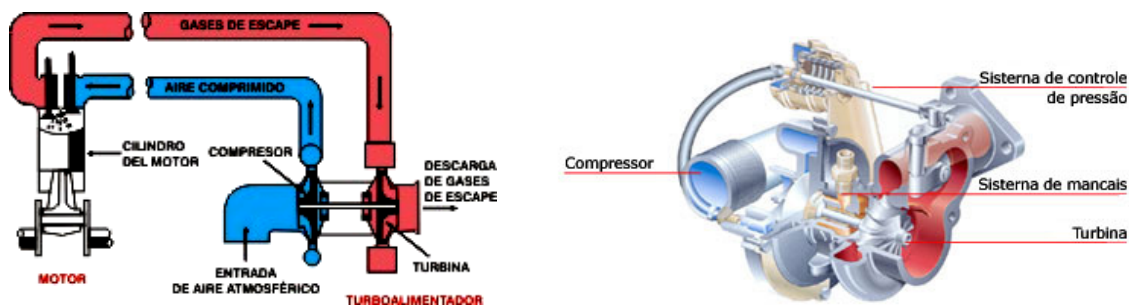 GASES DE ESCAPE
AIRE COMPRIMIDO
CILINDRO
DEL MOTOR
COMPRESOR
DESCARGA
DE GASES
DE ESCAPE
TURBINA
ENTRADA
DE AIRE ATMOSFÉRICO
MOTOR
TURBOALIMENTADOR
Sisterna de controle
de pressão
Compressor
Sisterna de mancais
Turbina